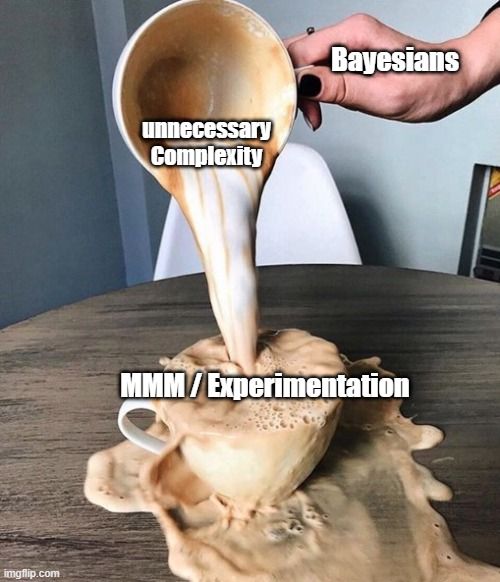 Bayesians
unnecessary
Complexity
MMM / Experimentation
imgflip.com